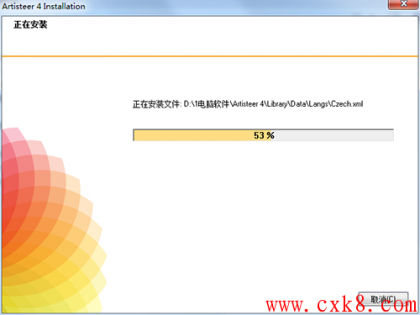 Artisteer 4 Installation
正在安装
正在安装文件: D:\1电脑软件\Artisteer 4\Library\Data\Langs\Czech.xml
53 %
取消(C)
www.cxk8.com